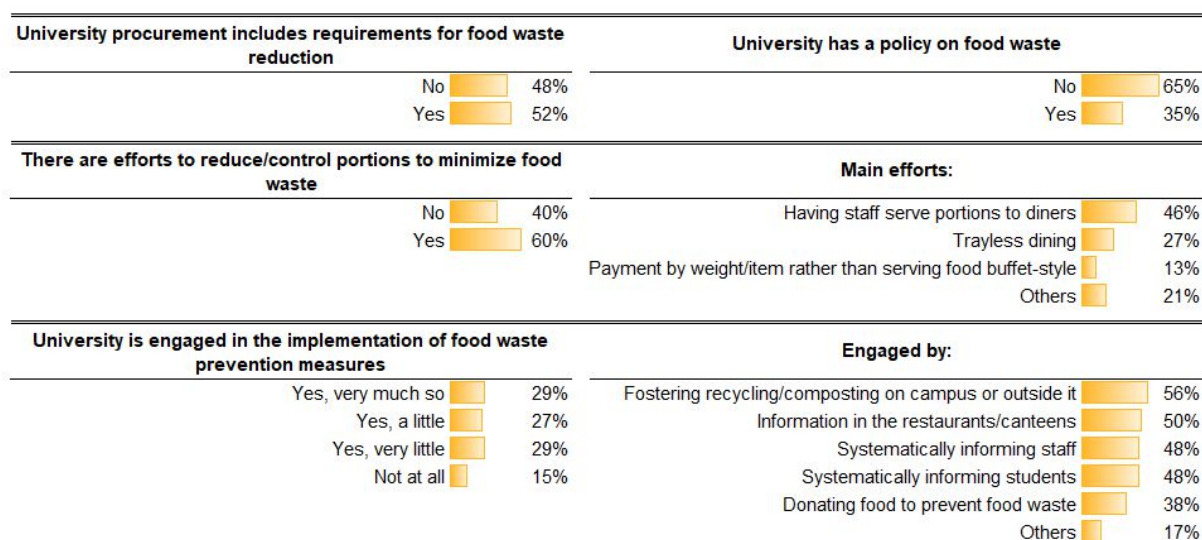 University procurement includes requirements for food waste
reduction
No 48%
Yes 52%
University has a policy on food waste
No 65%
Yes 35%
There are efforts to reduce/control portions to minimize food
waste
No 40%
Yes 60%
Main efforts:
Having staff serve portions to diners 46%
Trayless dining 27%
Payment by weight/item rather than serving food buffet-style 13%
Others 21%
University is engaged in the implementation of food waste
prevention measures
Yes, very much so 29%
Yes, a little 27%
Yes, very little 29%
Not at all 15%
Engaged by:
Fostering recycling/composting on campus or outside it 56%
Information in the restaurants/canteens 50%
Systematically informing staff 48%
Systematically informing students 48%
Donating food to prevent food waste 38%
Others 17%